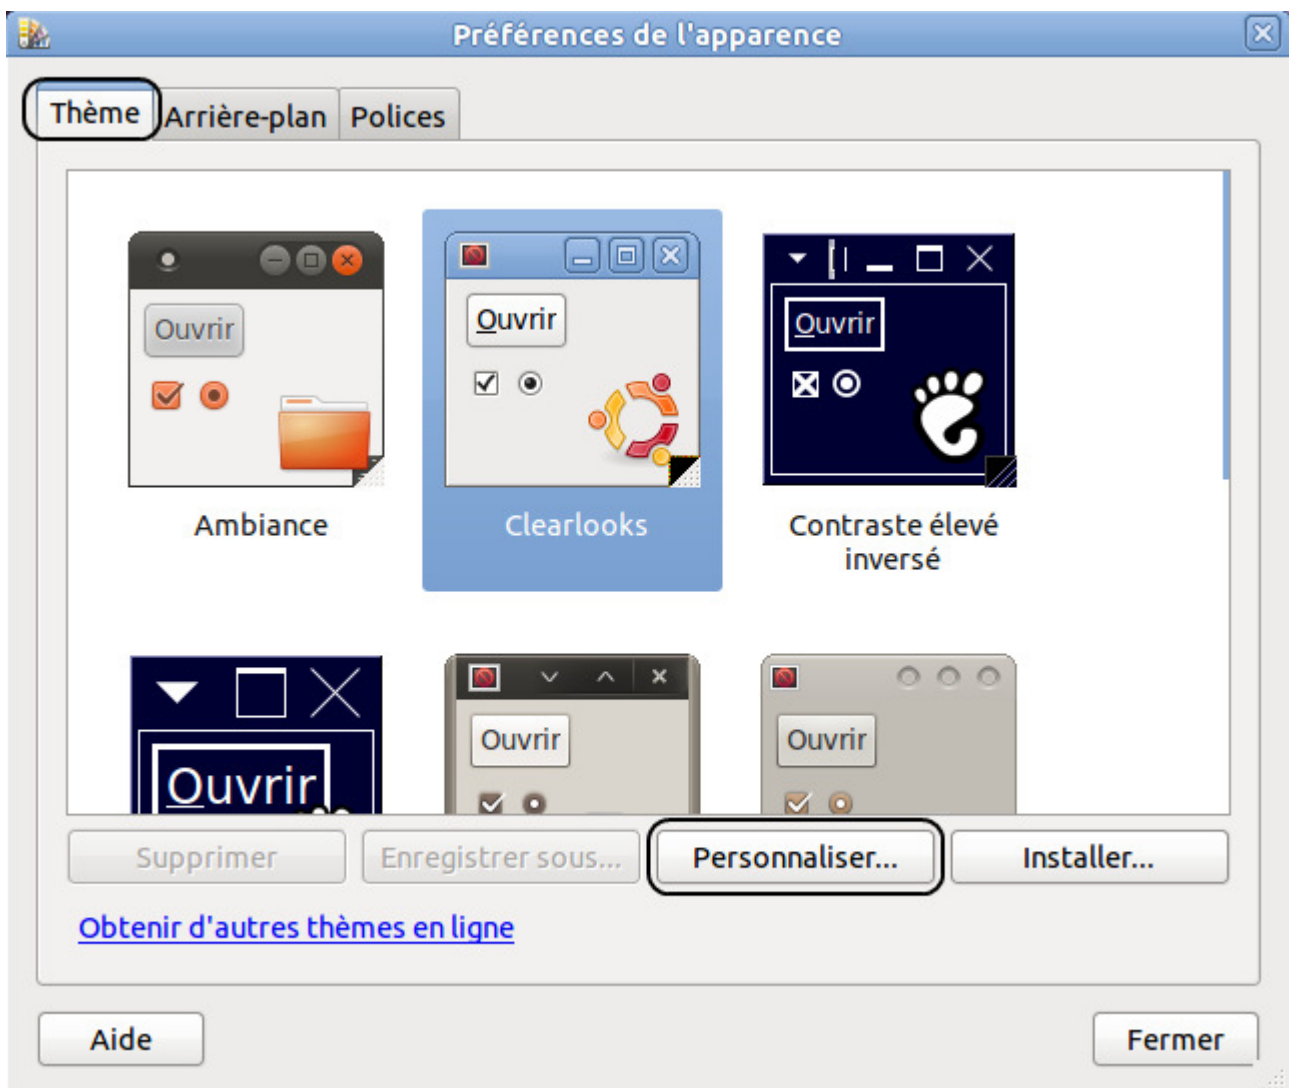 Préférences de l'apparence
Thème Arrière-plan Polices
Ouvrir Ouvrir Ouvrir
Ambiance Clearlooks Contraste élevé
inversé
Ouvrir Ouvrir Ouvrir
Supprimer Enregistrer sous... Personnaliser... Installer...
Obtenir d'autres thèmes en ligne
Aide Fermer